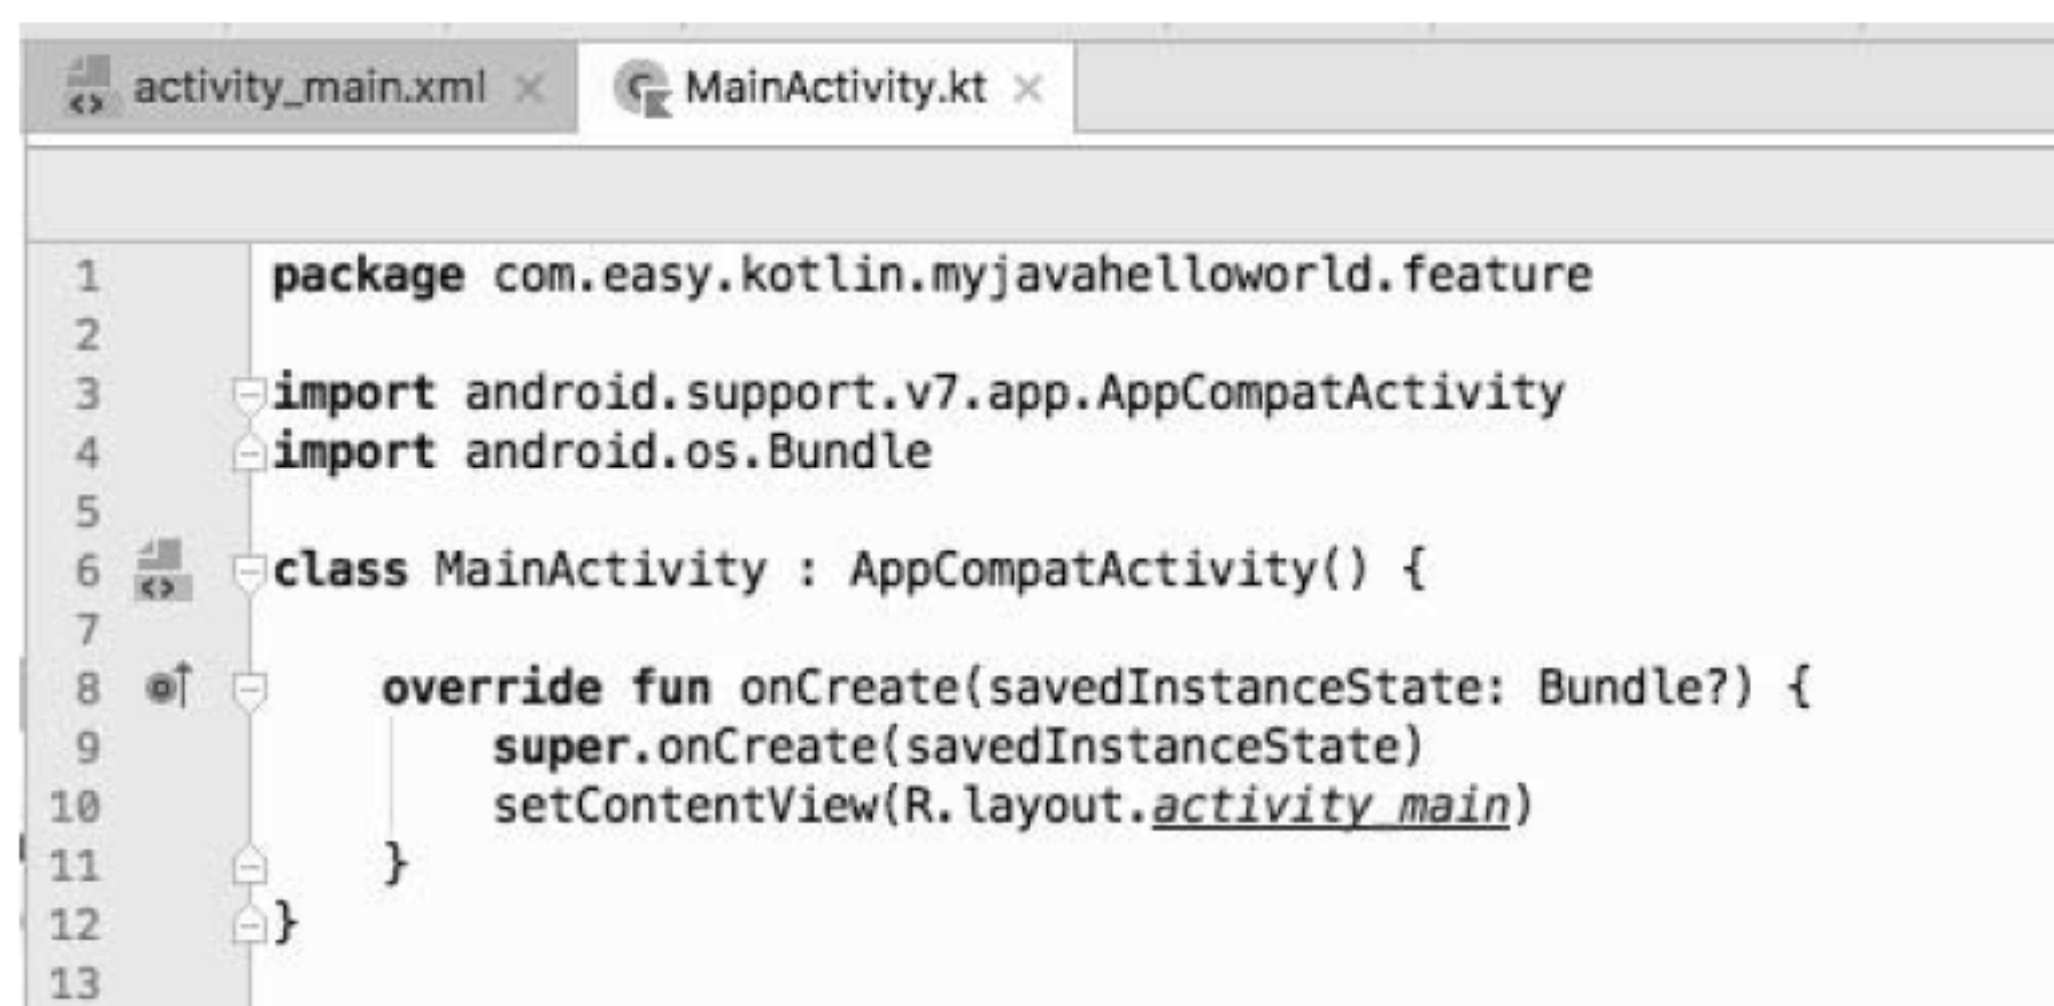 activity_main.xml × MainActivity.kt ×
1 package com.easy.kotlin.myjavahelloworld.feature
2
3 import android.support.v7.app.AppCompatActivity
4 import android.os.Bundle
5
6 class MainActivity : AppCompatActivity() {
7
8     override fun onCreate(savedInstanceState: Bundle?) {
9         super.onCreate(savedInstanceState)
10         setContentView(R.layout.activity_main)
11     }
12 }
13